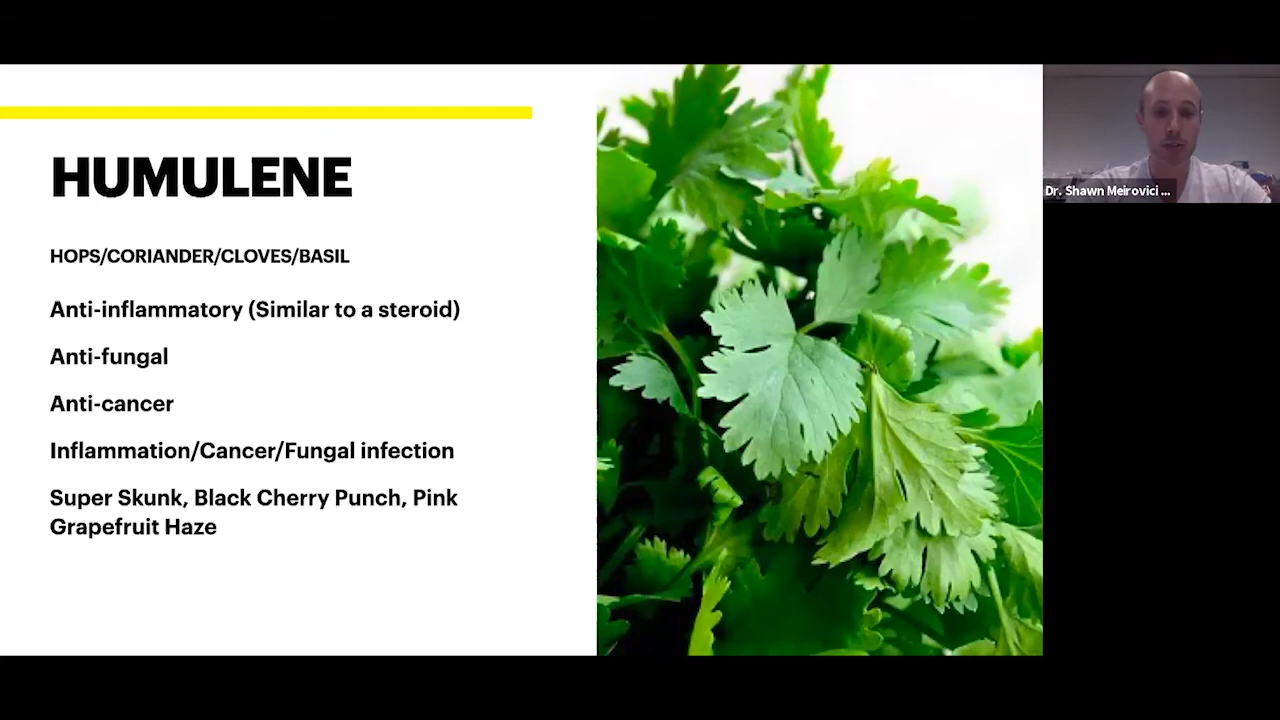 HUMULENE
HOPS/CORIANDER/CLOVES/BASIL
Anti-inflammatory (Similar to a steroid)
Anti-fungal
Anti-cancer
Inflammation/Cancer/Fungal infection
Super Skunk, Black Cherry Punch, Pink
Grapefruit Haze
Dr. Shawn Meirovici ...